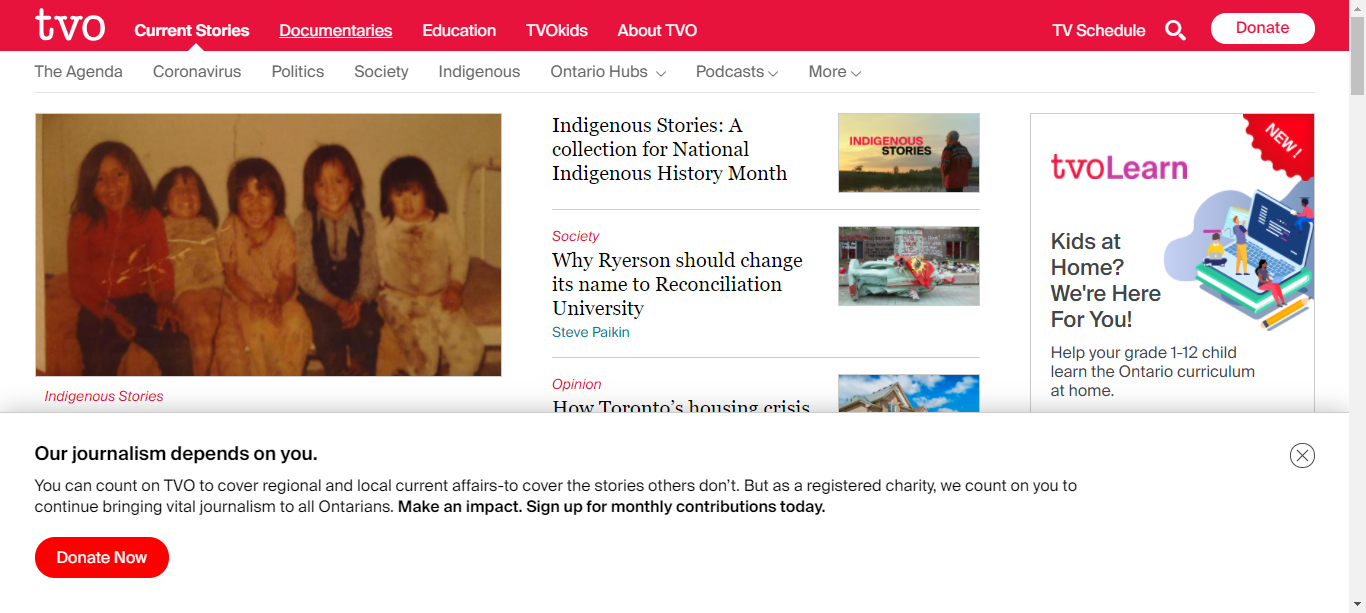 tvo
Current Stories
Documentaries
Education
TVOkids
About TVO
TV Schedule
Donate
The Agenda
Coronavirus
Politics
Society
Indigenous
Ontario Hubs
Podcasts
More
Indigenous Stories
Indigenous Stories: A
collection for National
Indigenous History Month
INDIGENOUS
STORIES
Society
Why Ryerson should change
its name to Reconciliation
University
Steve Paikin
Opinion
How Toronto's housing crisis
NEW!
tvoLearn
Kids at
Home?
We're Here
For You!
Help your grade 1-12 child
learn the Ontario curriculum
at home.
Our journalism depends on you.
You can count on TVO to cover regional and local current affairs-to cover the stories others don't. But as a registered charity, we count on you to
continue bringing vital journalism to all Ontarians. Make an impact. Sign up for monthly contributions today.
Donate Now